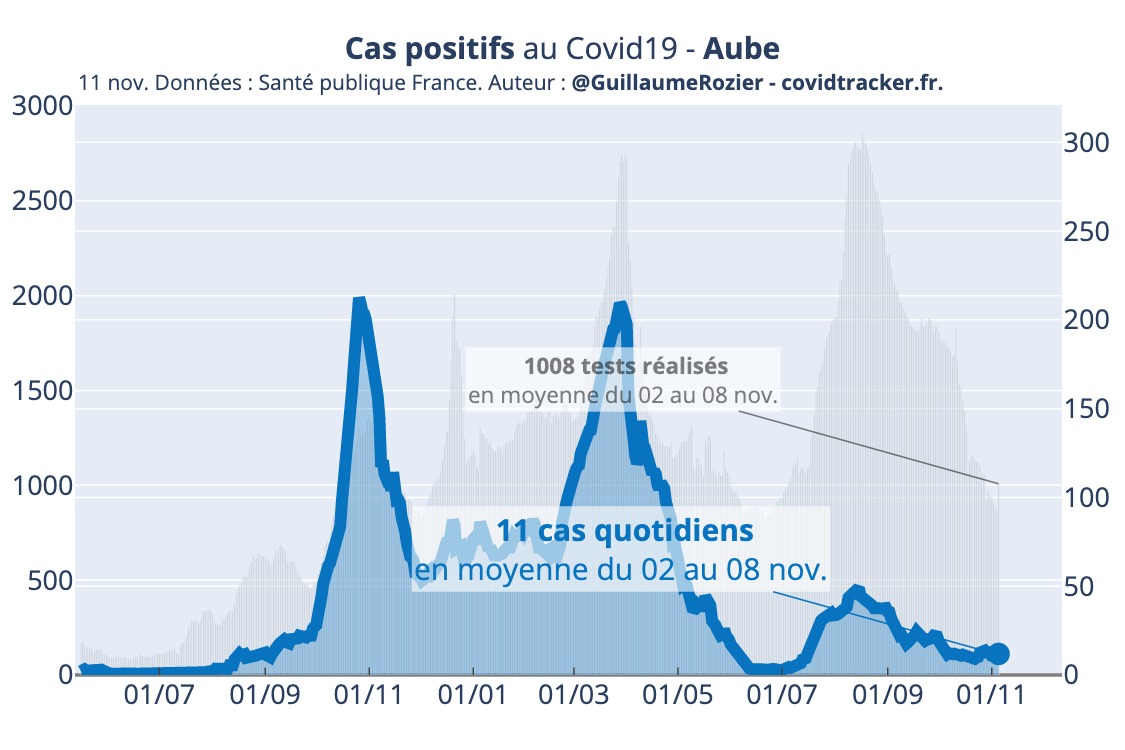 Cas positifs au Covid19 - Aube
11 nov. Données : Santé publique France. Auteur : @GuillaumeRozier - covidtracker.fr.
3000
2500
2000
1500
1000
500
0
300
250
200
150
100
50
0
1008 tests réalisés
en moyenne du 02 au 08 nov.
11 cas quotidiens
en moyenne du 02 au 08 nov.
01/07 01/09 01/11 01/01 01/03 01/05 01/07 01/09 01/11